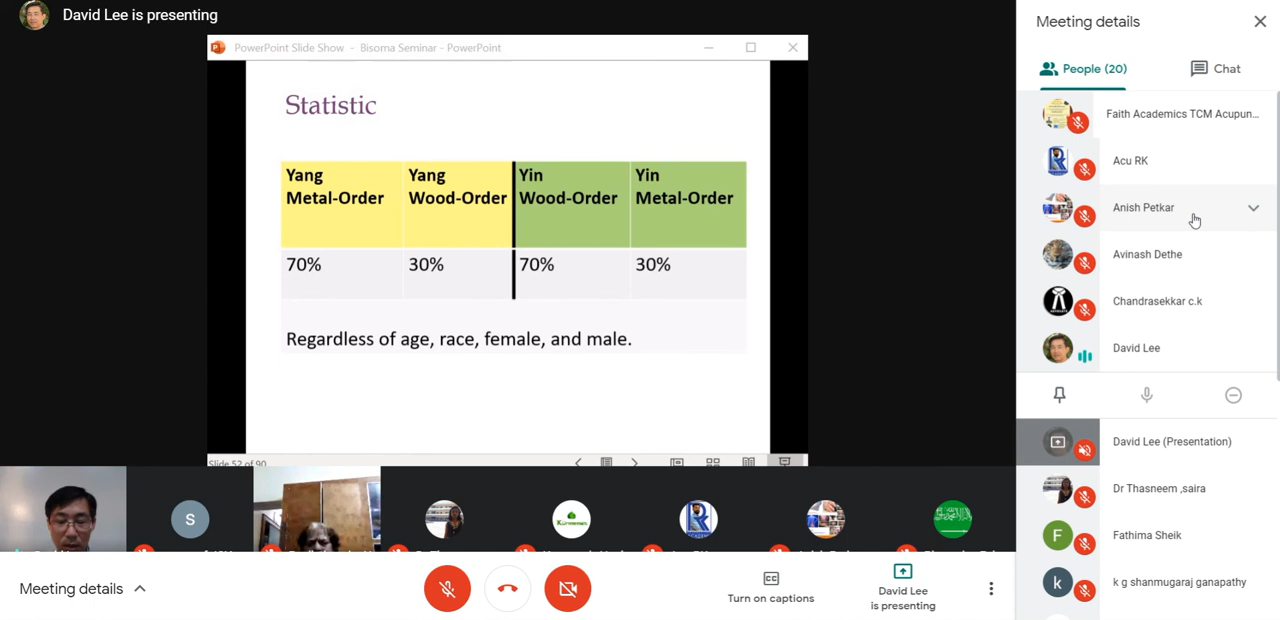 David Lee is presenting
PowerPoint Slide Show - Bisoma Seminar - PowerPoint
Statistic
Yang
Metal-Order
Yang
Wood-Order
Yin
Wood-Order
Yin
Metal-Order
70%
30%
70%
30%
Regardless of age, race, female, and male.
Slide 52 of 90
S
Meeting details
Turn on captions
David Lee
is presenting
Meeting details
People (20)
Chat
Faith Academics TCM Acupun...
Acu RK
Anish Petkar
Avinash Dethe
Chandrasekkar c.k
David Lee
David Lee (Presentation)
Dr Thasneem ,saira
F
Fathima Sheik
k
k g shanmugaraj ganapathy